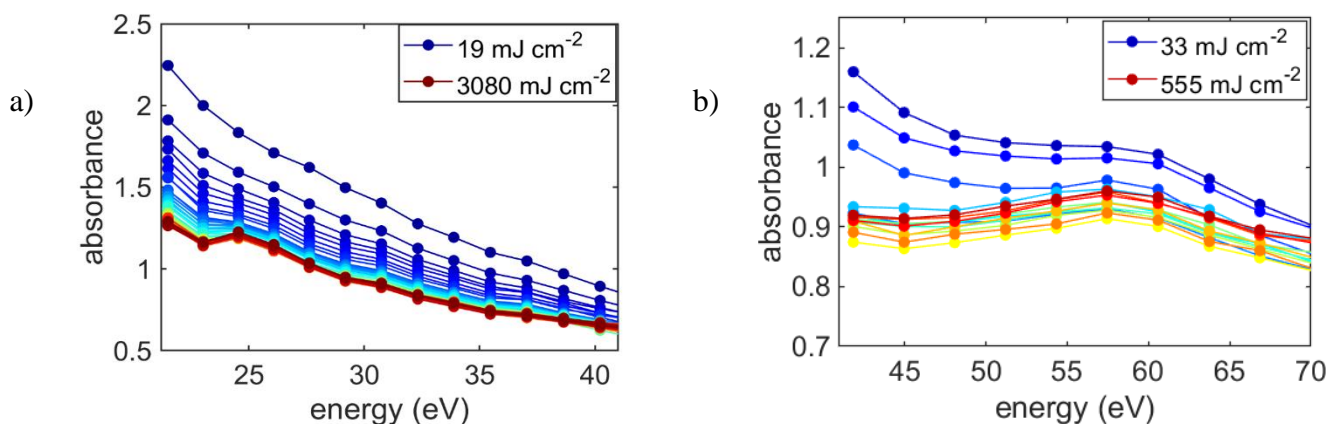 a)
2.5
2
1.5
1
0.5
absorbance
19 mJ cm⁻²
3080 mJ cm⁻²
25 30 35 40
energy (eV)
b)
1.2
1.1
1
0.9
0.8
0.7
absorbance
33 mJ cm⁻²
555 mJ cm⁻²
45 50 55 60 65 70
energy (eV)